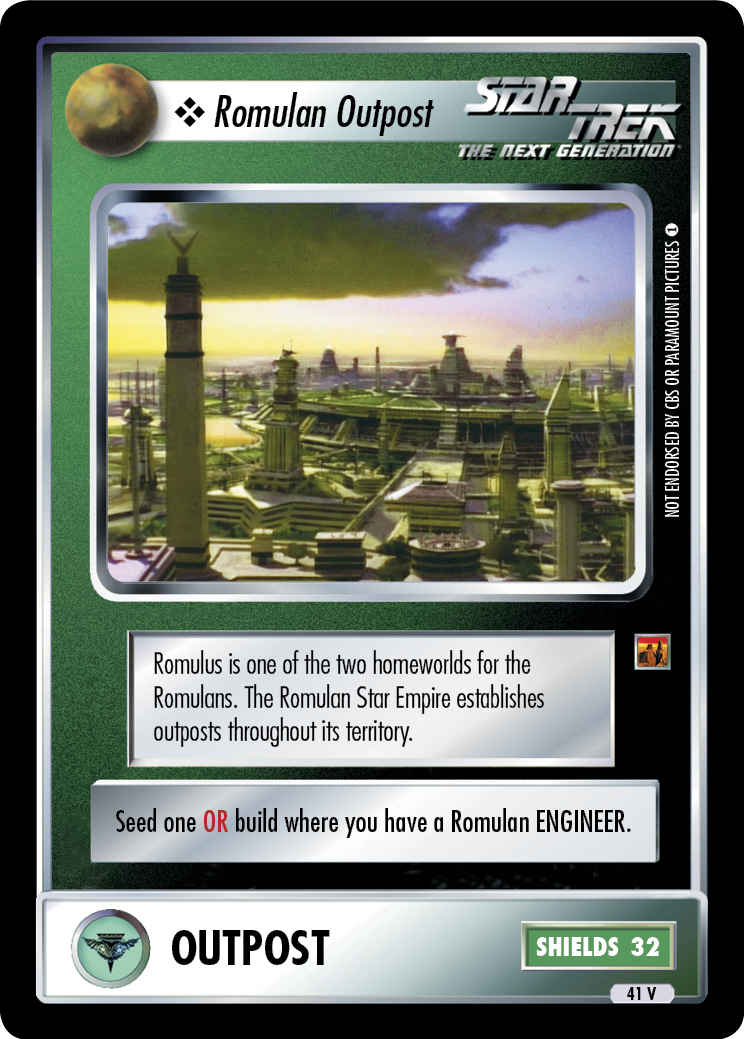 ❖ Romulan Outpost
STAR TREK
THE NEXT GENERATION
NOT ENDORSED BY CBS OR PARAMOUNT PICTURES 1
Romulus is one of the two homeworlds for the
Romulans. The Romulan Star Empire establishes
outposts throughout its territory.
Seed one OR build where you have a Romulan ENGINEER.
OUTPOST
SHIELDS 32
41 V